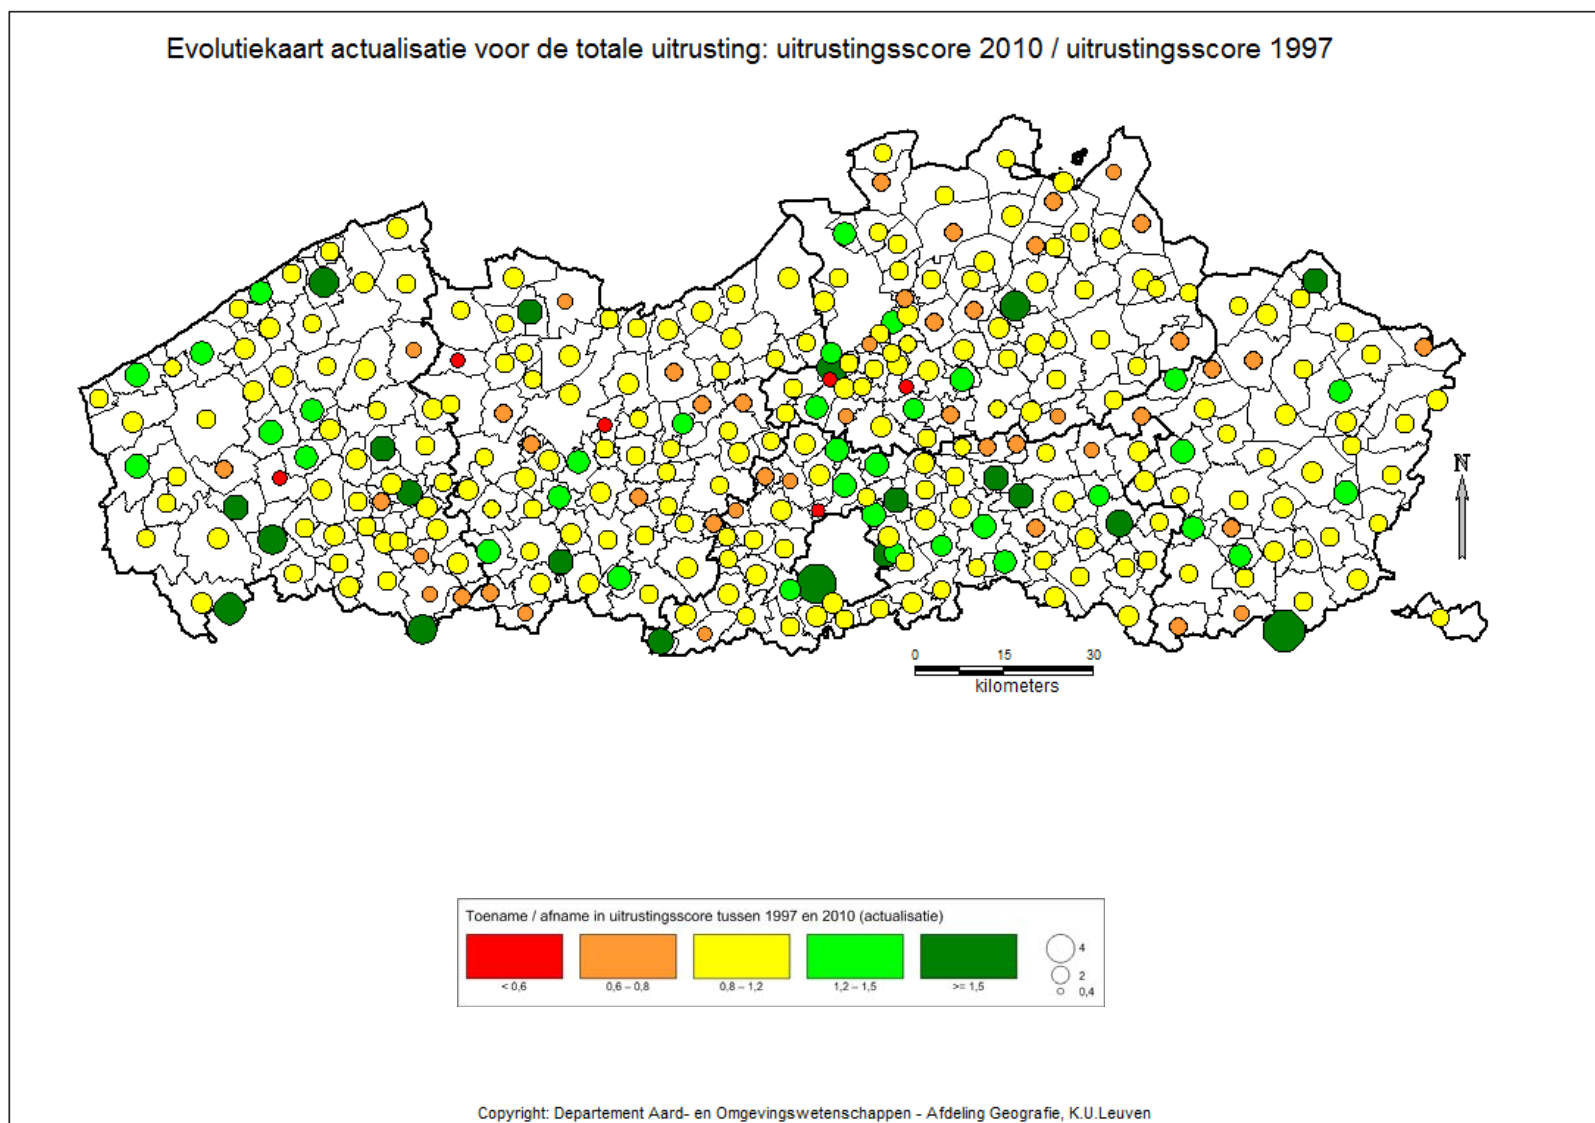 Evolutiekaart actualisatie voor de totale uitrusting: uitrustingsscore 2010 / uitrustingsscore 1997
N
0 15 30
kilometers
Toename / afname in uitrustingsscore tussen 1997 en 2010 (actualisatie)
4
2
0,4
< 0,6 0,6 – 0,8 0,8 – 1,2 1,2 – 1,5 >= 1,5
Copyright: Departement Aard- en Omgevingswetenschappen - Afdeling Geografie, K.U.Leuven